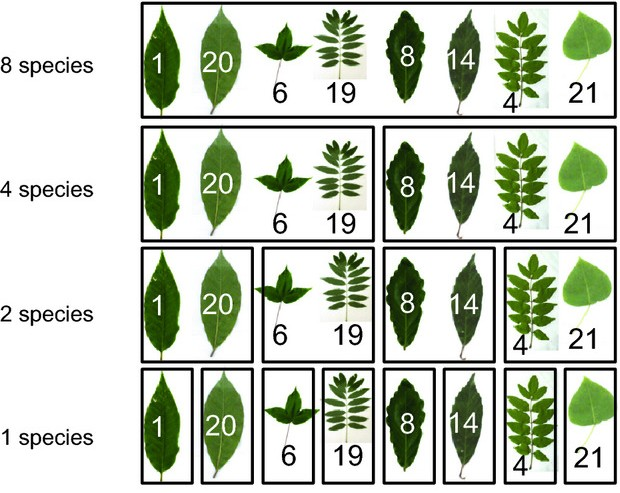 8 species 1 20 6 19 8 14 4 21
4 species 1 20 6 19 8 14 4 21
2 species 1 20 6 19 8 14 4 21
1 species 1 20 6 19 8 14 4 21